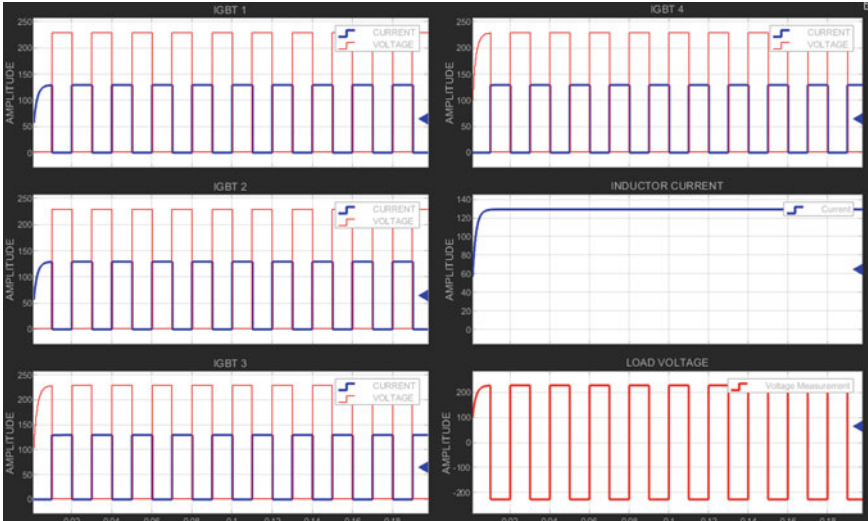 IGBT 1
250
200
150
100
50
0
AMPLITUDE
CURRENT
VOLTAGE
IGBT 4
250
200
150
100
50
0
AMPLITUDE
CURRENT
VOLTAGE
IGBT 2
250
200
150
100
50
0
AMPLITUDE
CURRENT
VOLTAGE
INDUCTOR CURRENT
140
120
100
80
60
40
20
0
AMPLITUDE
Current
IGBT 3
250
200
150
100
50
0
AMPLITUDE
CURRENT
VOLTAGE
LOAD VOLTAGE
200
100
0
-100
-200
AMPLITUDE
Voltage Measurement